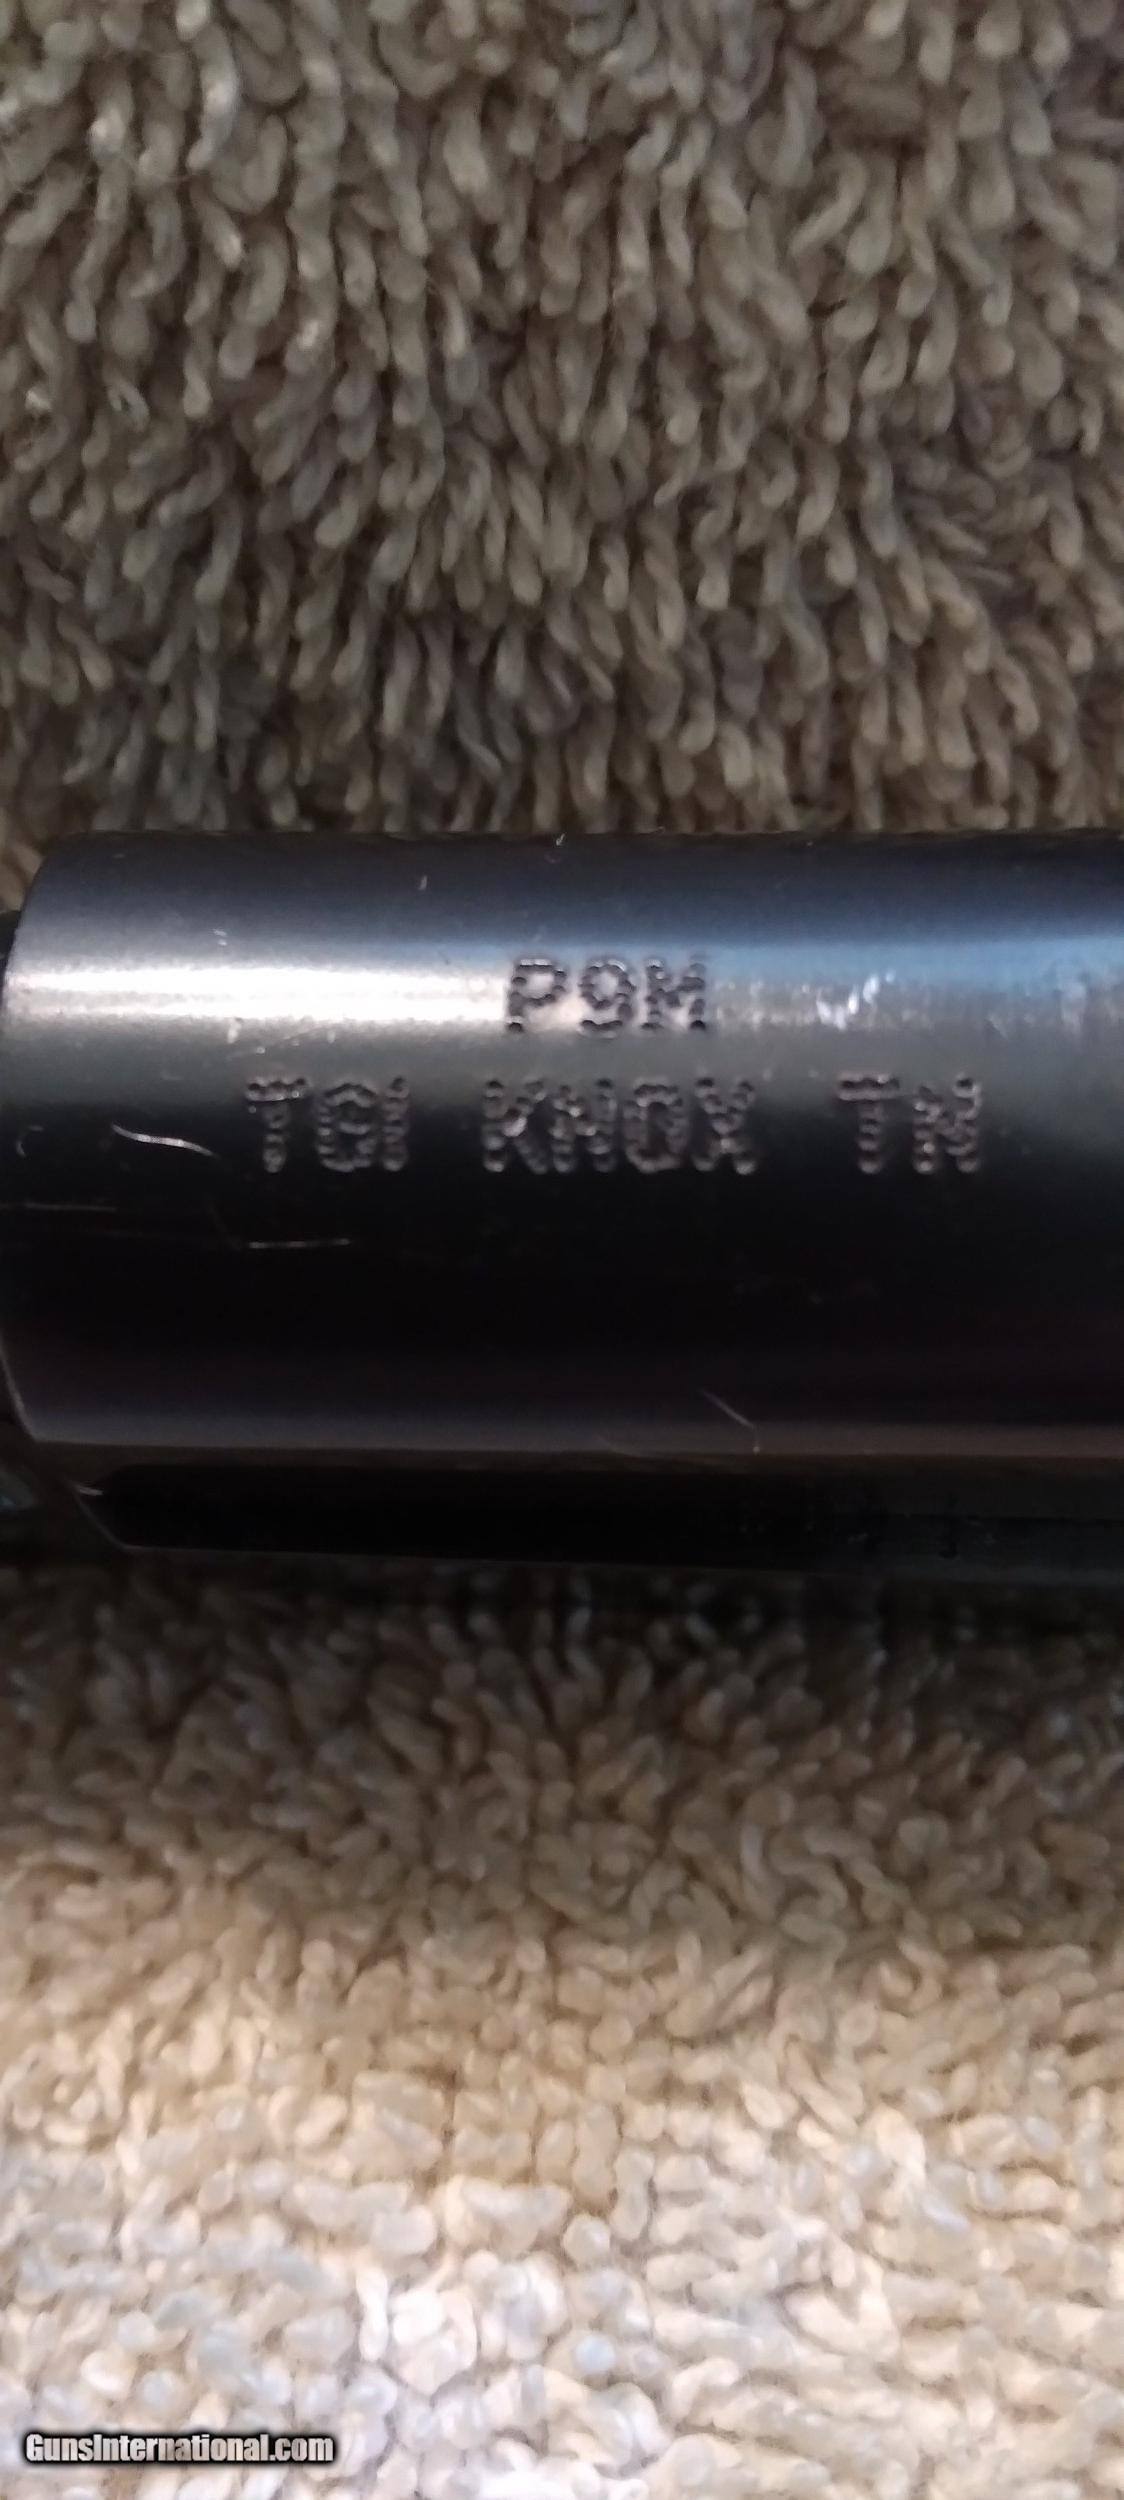 P9M
TGI KNOX TN
GunsInternational.com